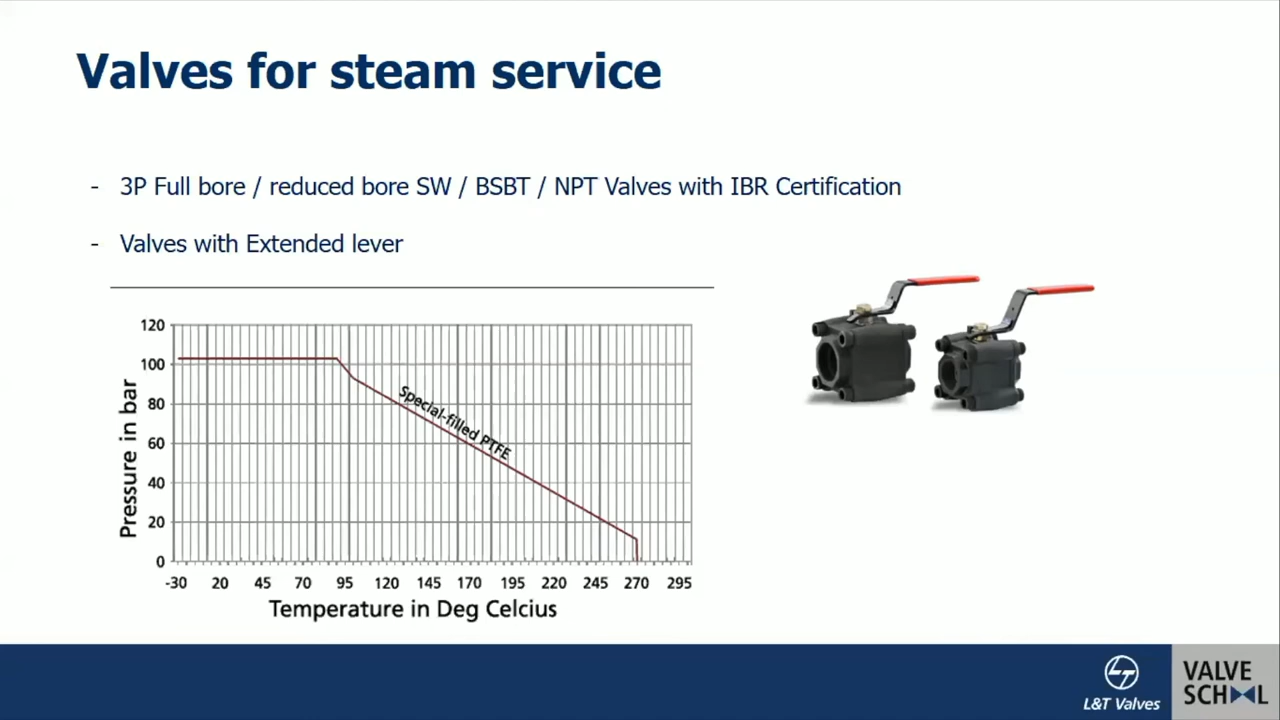 Valves for steam service
- 3P Full bore / reduced bore SW / BSBT / NPT Valves with IBR Certification
- Valves with Extended lever
120
100
80
60
40
20
0
Pressure in bar
Special-filled PTFE
-30 20 45 70 95 120 145 170 195 220 245 270 295
Temperature in Deg Celcius
L&T Valves
VALVE
SCHOOL